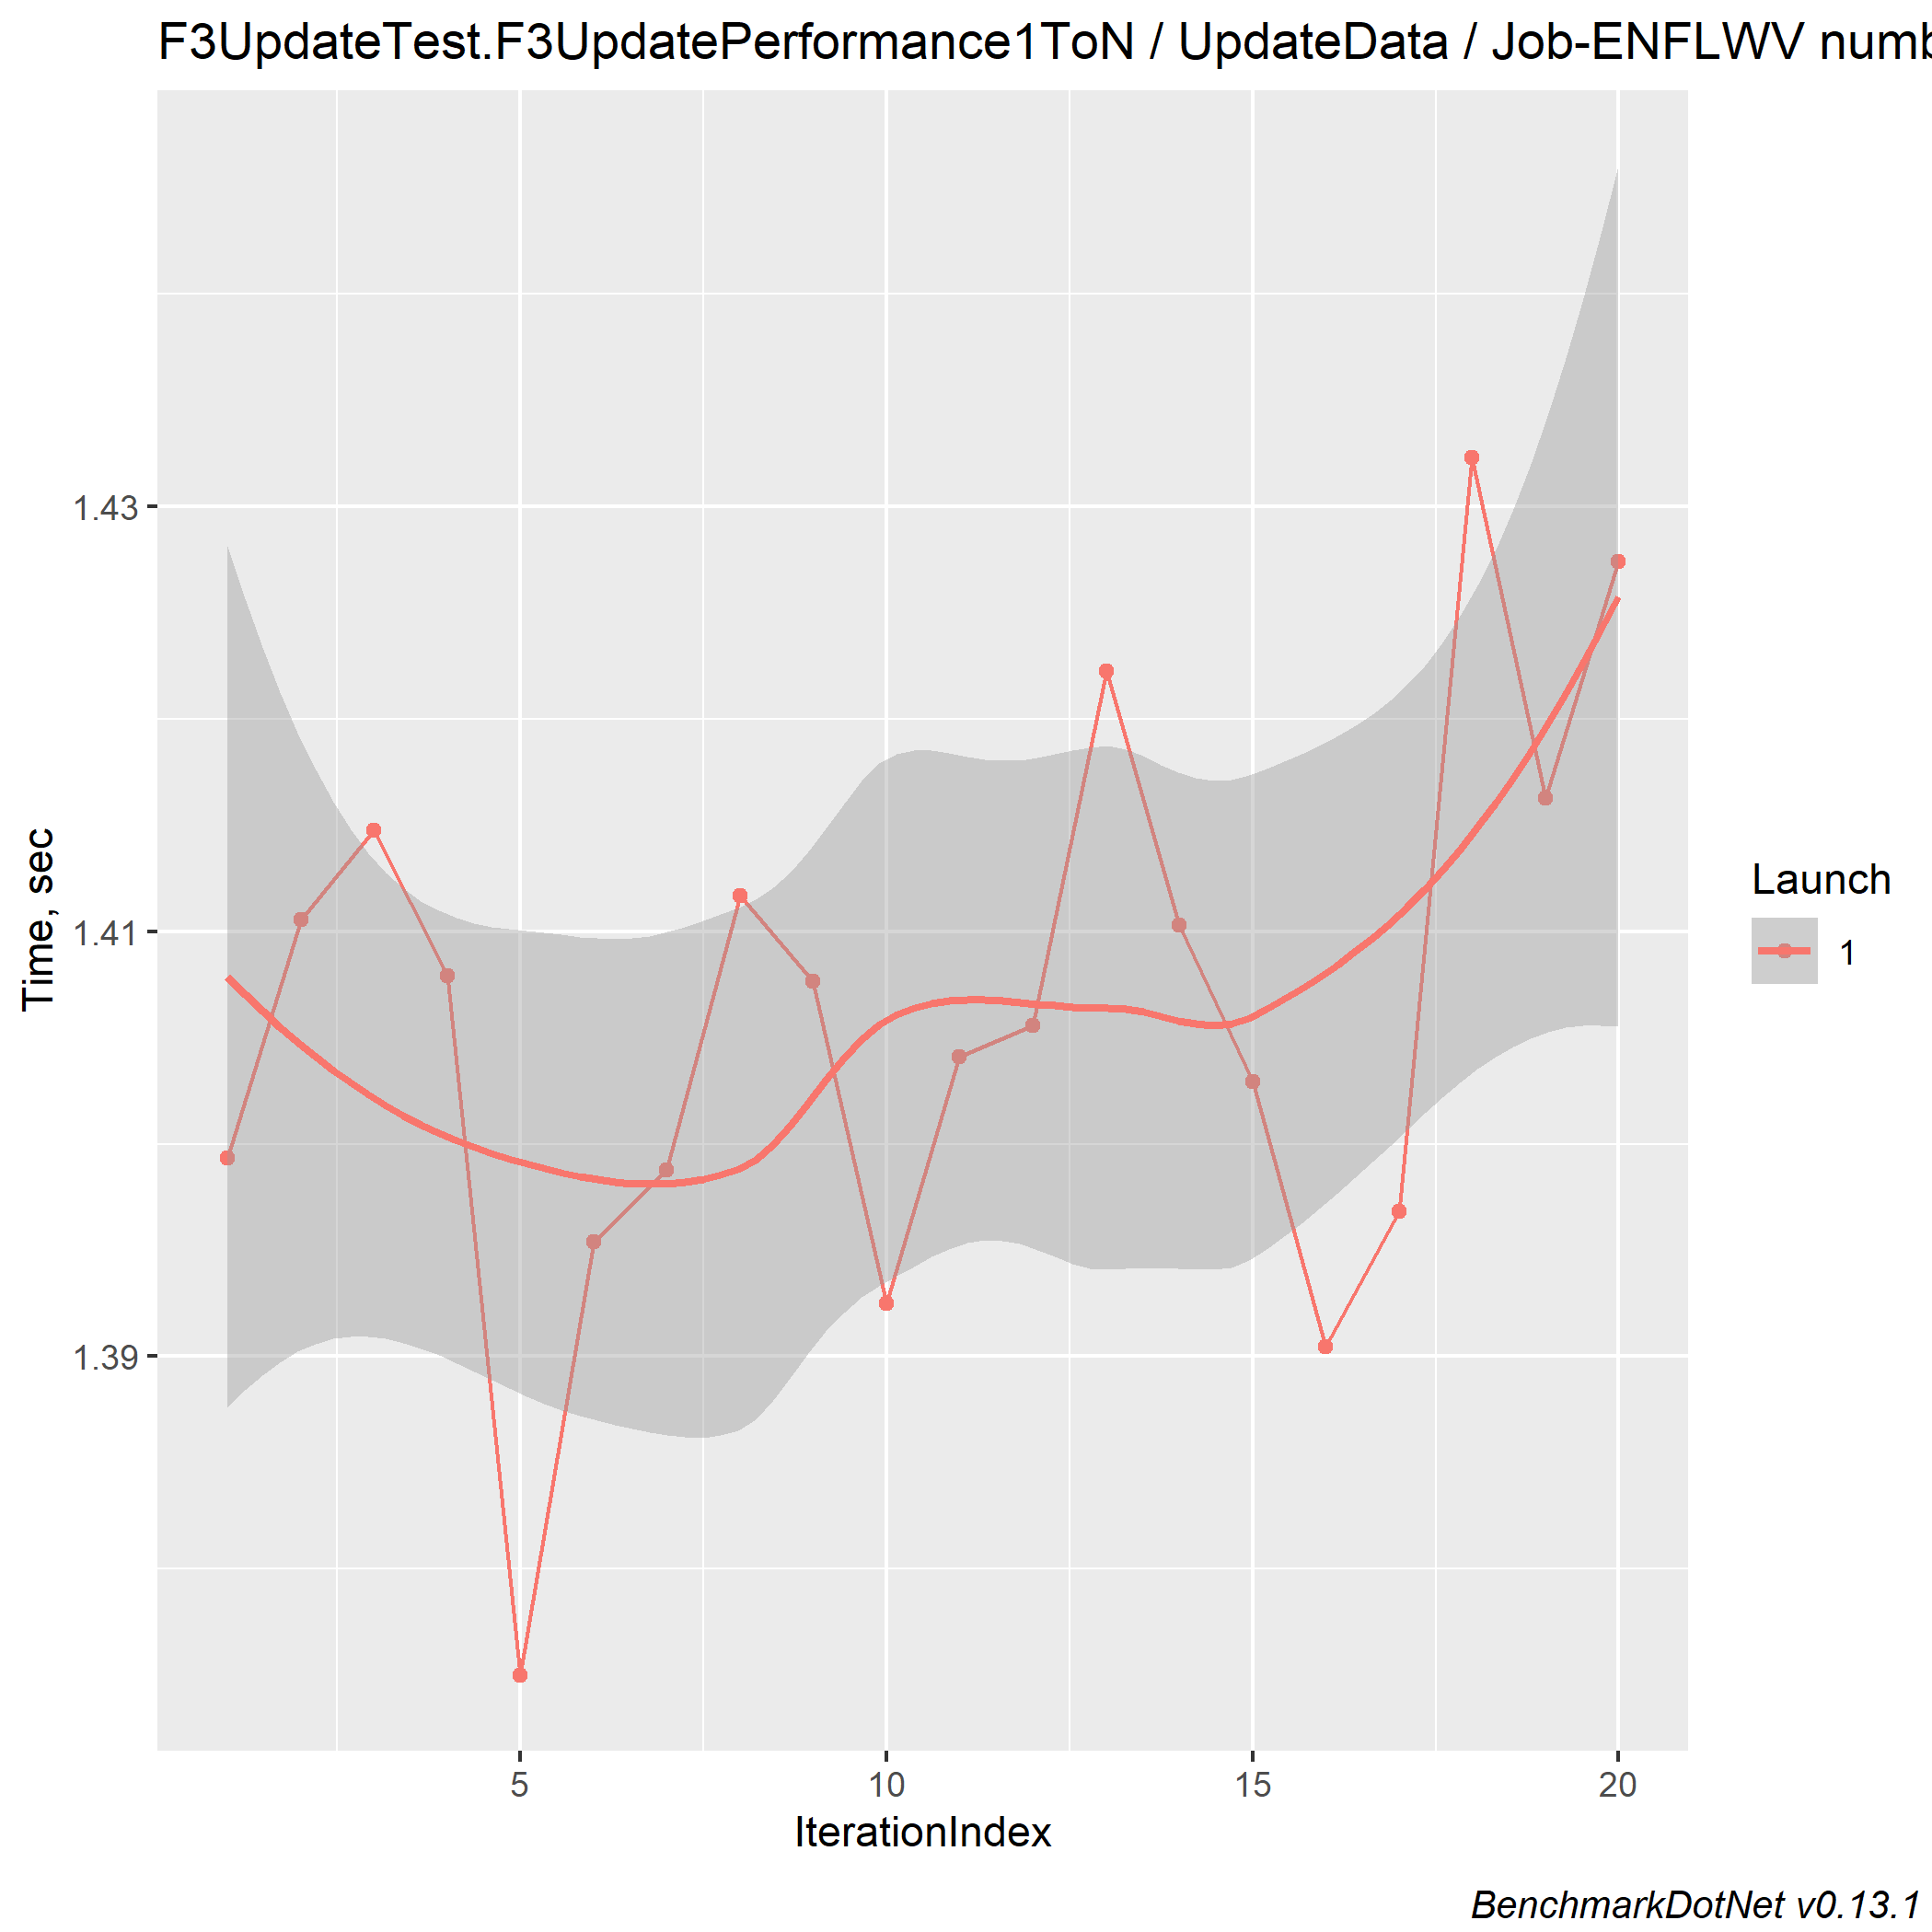 F3UpdateTest.F3UpdatePerformance1ToN / UpdateData / Job-ENFLWV
Time, sec
1.43
1.41
1.39
Launch
1
5 10 15 20
IterationIndex
BenchmarkDotNet v0.13.1